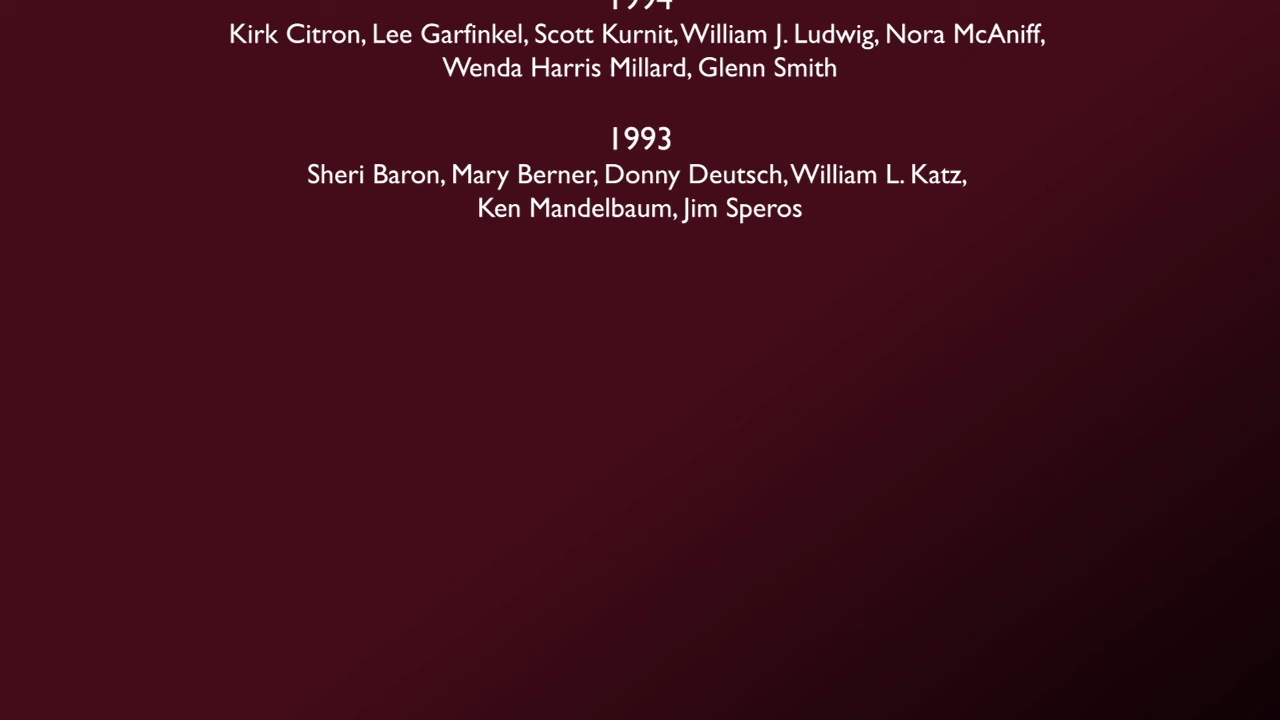 1994
Kirk Citron, Lee Garfinkel, Scott Kurnit, William J. Ludwig, Nora McAniff,
Wenda Harris Millard, Glenn Smith
1993
Sheri Baron, Mary Berner, Donny Deutsch, William L. Katz,
Ken Mandelbaum, Jim Speros